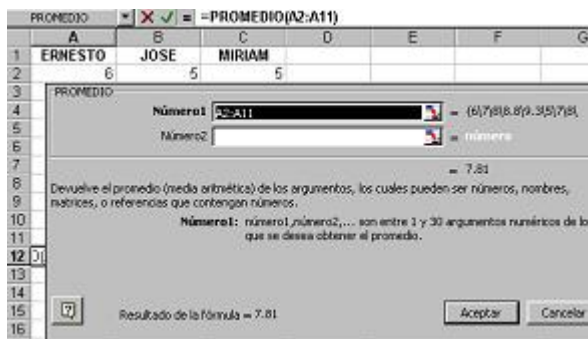 PROMEDIO =PROMEDIO(A2:A11)
A B C D E F G
1 ERNESTO JOSE MIRIAM
2 6 5 5
3 PROMEDIO
4 Número1 A2:A11 = {6\7\8\8.8\9.3\5\7\8\
5 Número2 = número
6
7 = 7.81
8 Devuelve el promedio (media aritmética) de los argumentos, los cuales pueden ser números, nombres,
9 matrices, o referencias que contengan números.
10 Número1: número1,número2,... son entre 1 y 30 argumentos numéricos de lo
11 que se desea obtener el promedio.
12
13
14
15 Resultado de la fórmula = 7.81 Aceptar Cancelar
16